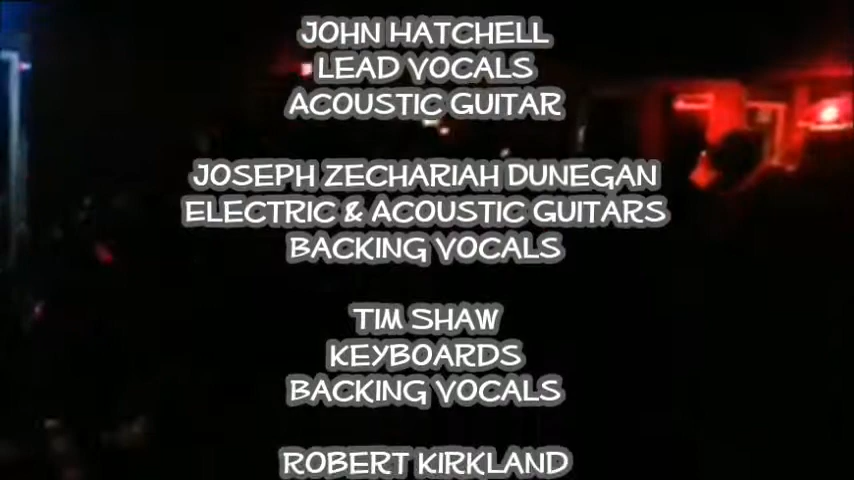 JOHN HATCHELL
LEAD VOCALS
ACOUSTIC GUITAR
JOSEPH ZECHARIAH DUNEGAN
ELECTRIC & ACOUSTIC GUITARS
BACKING VOCALS
TIM SHAW
KEYBOARDS
BACKING VOCALS
ROBERT KIRKLAND